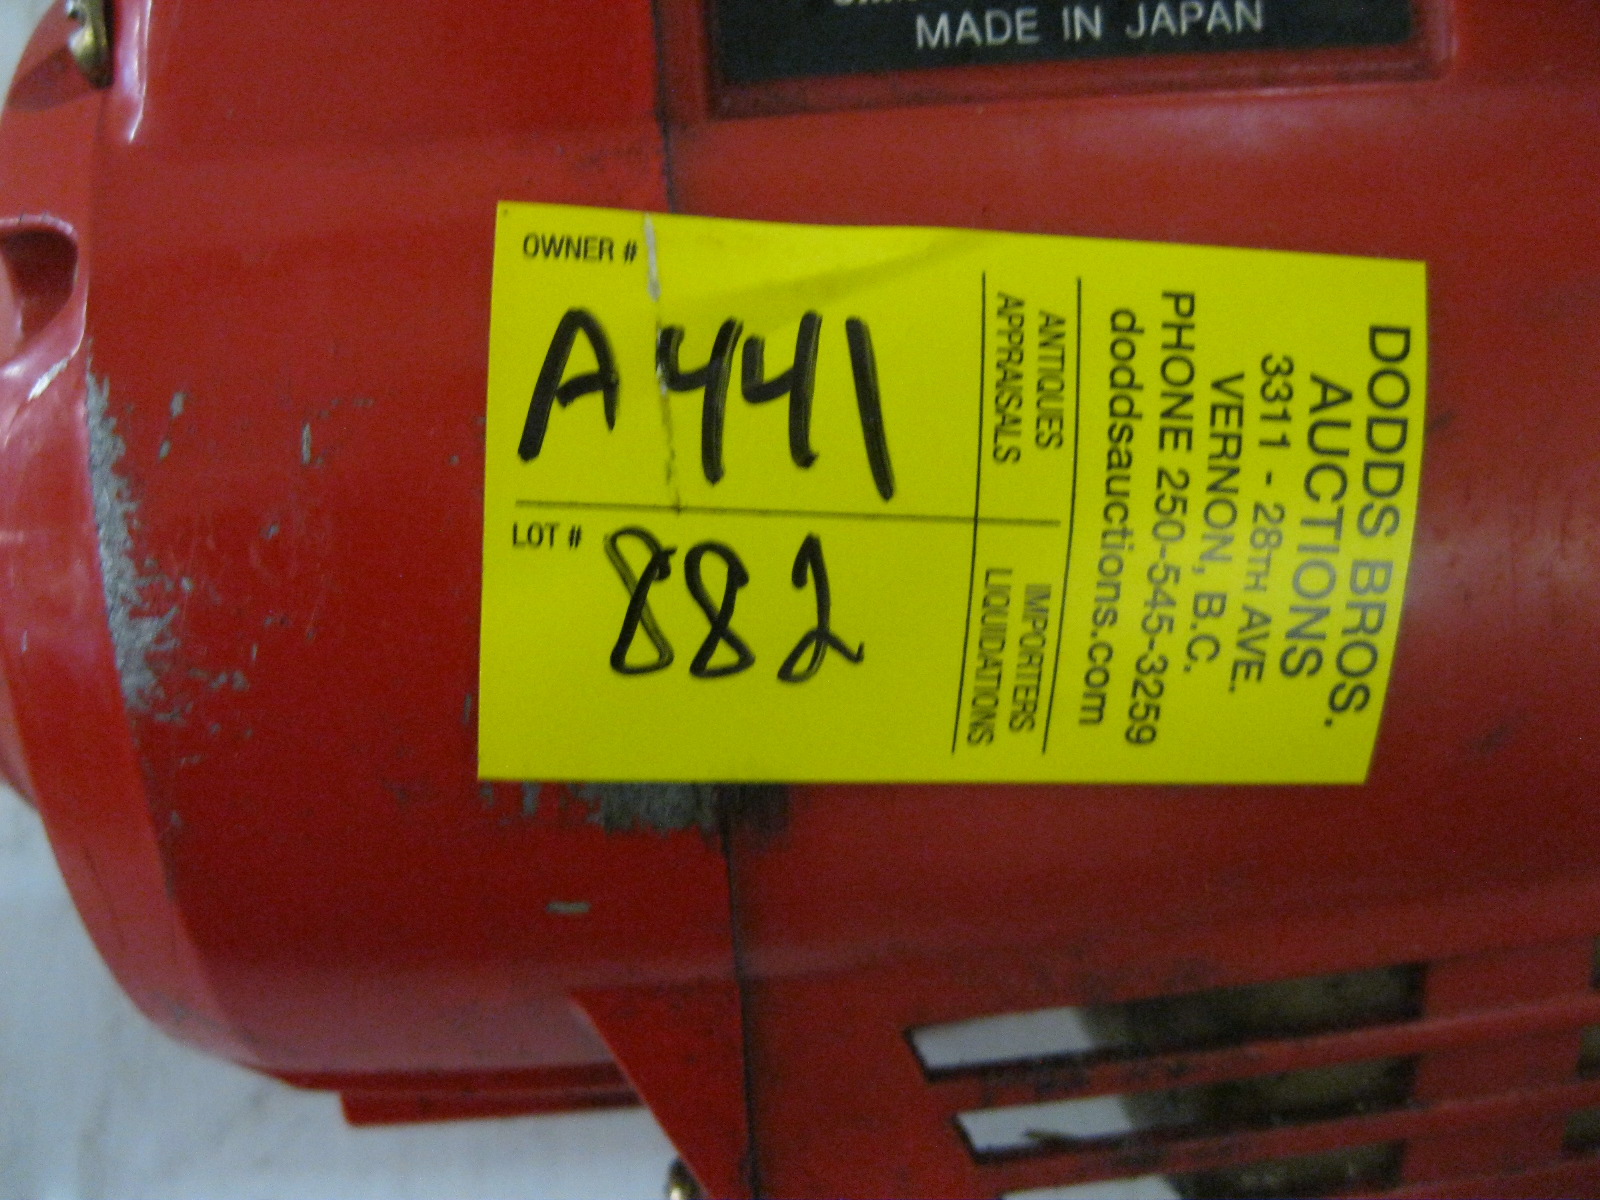 MADE IN JAPAN
OWNER #
A441
LOT #
882
DODDS BROS.
AUCTIONS
3311 - 28TH AVE.
VERNON, B.C.
PHONE 250-545-3259
doddsauctions.com
ANTIQUES
APPRAISALS
IMPORTERS
LIQUIDATIONS